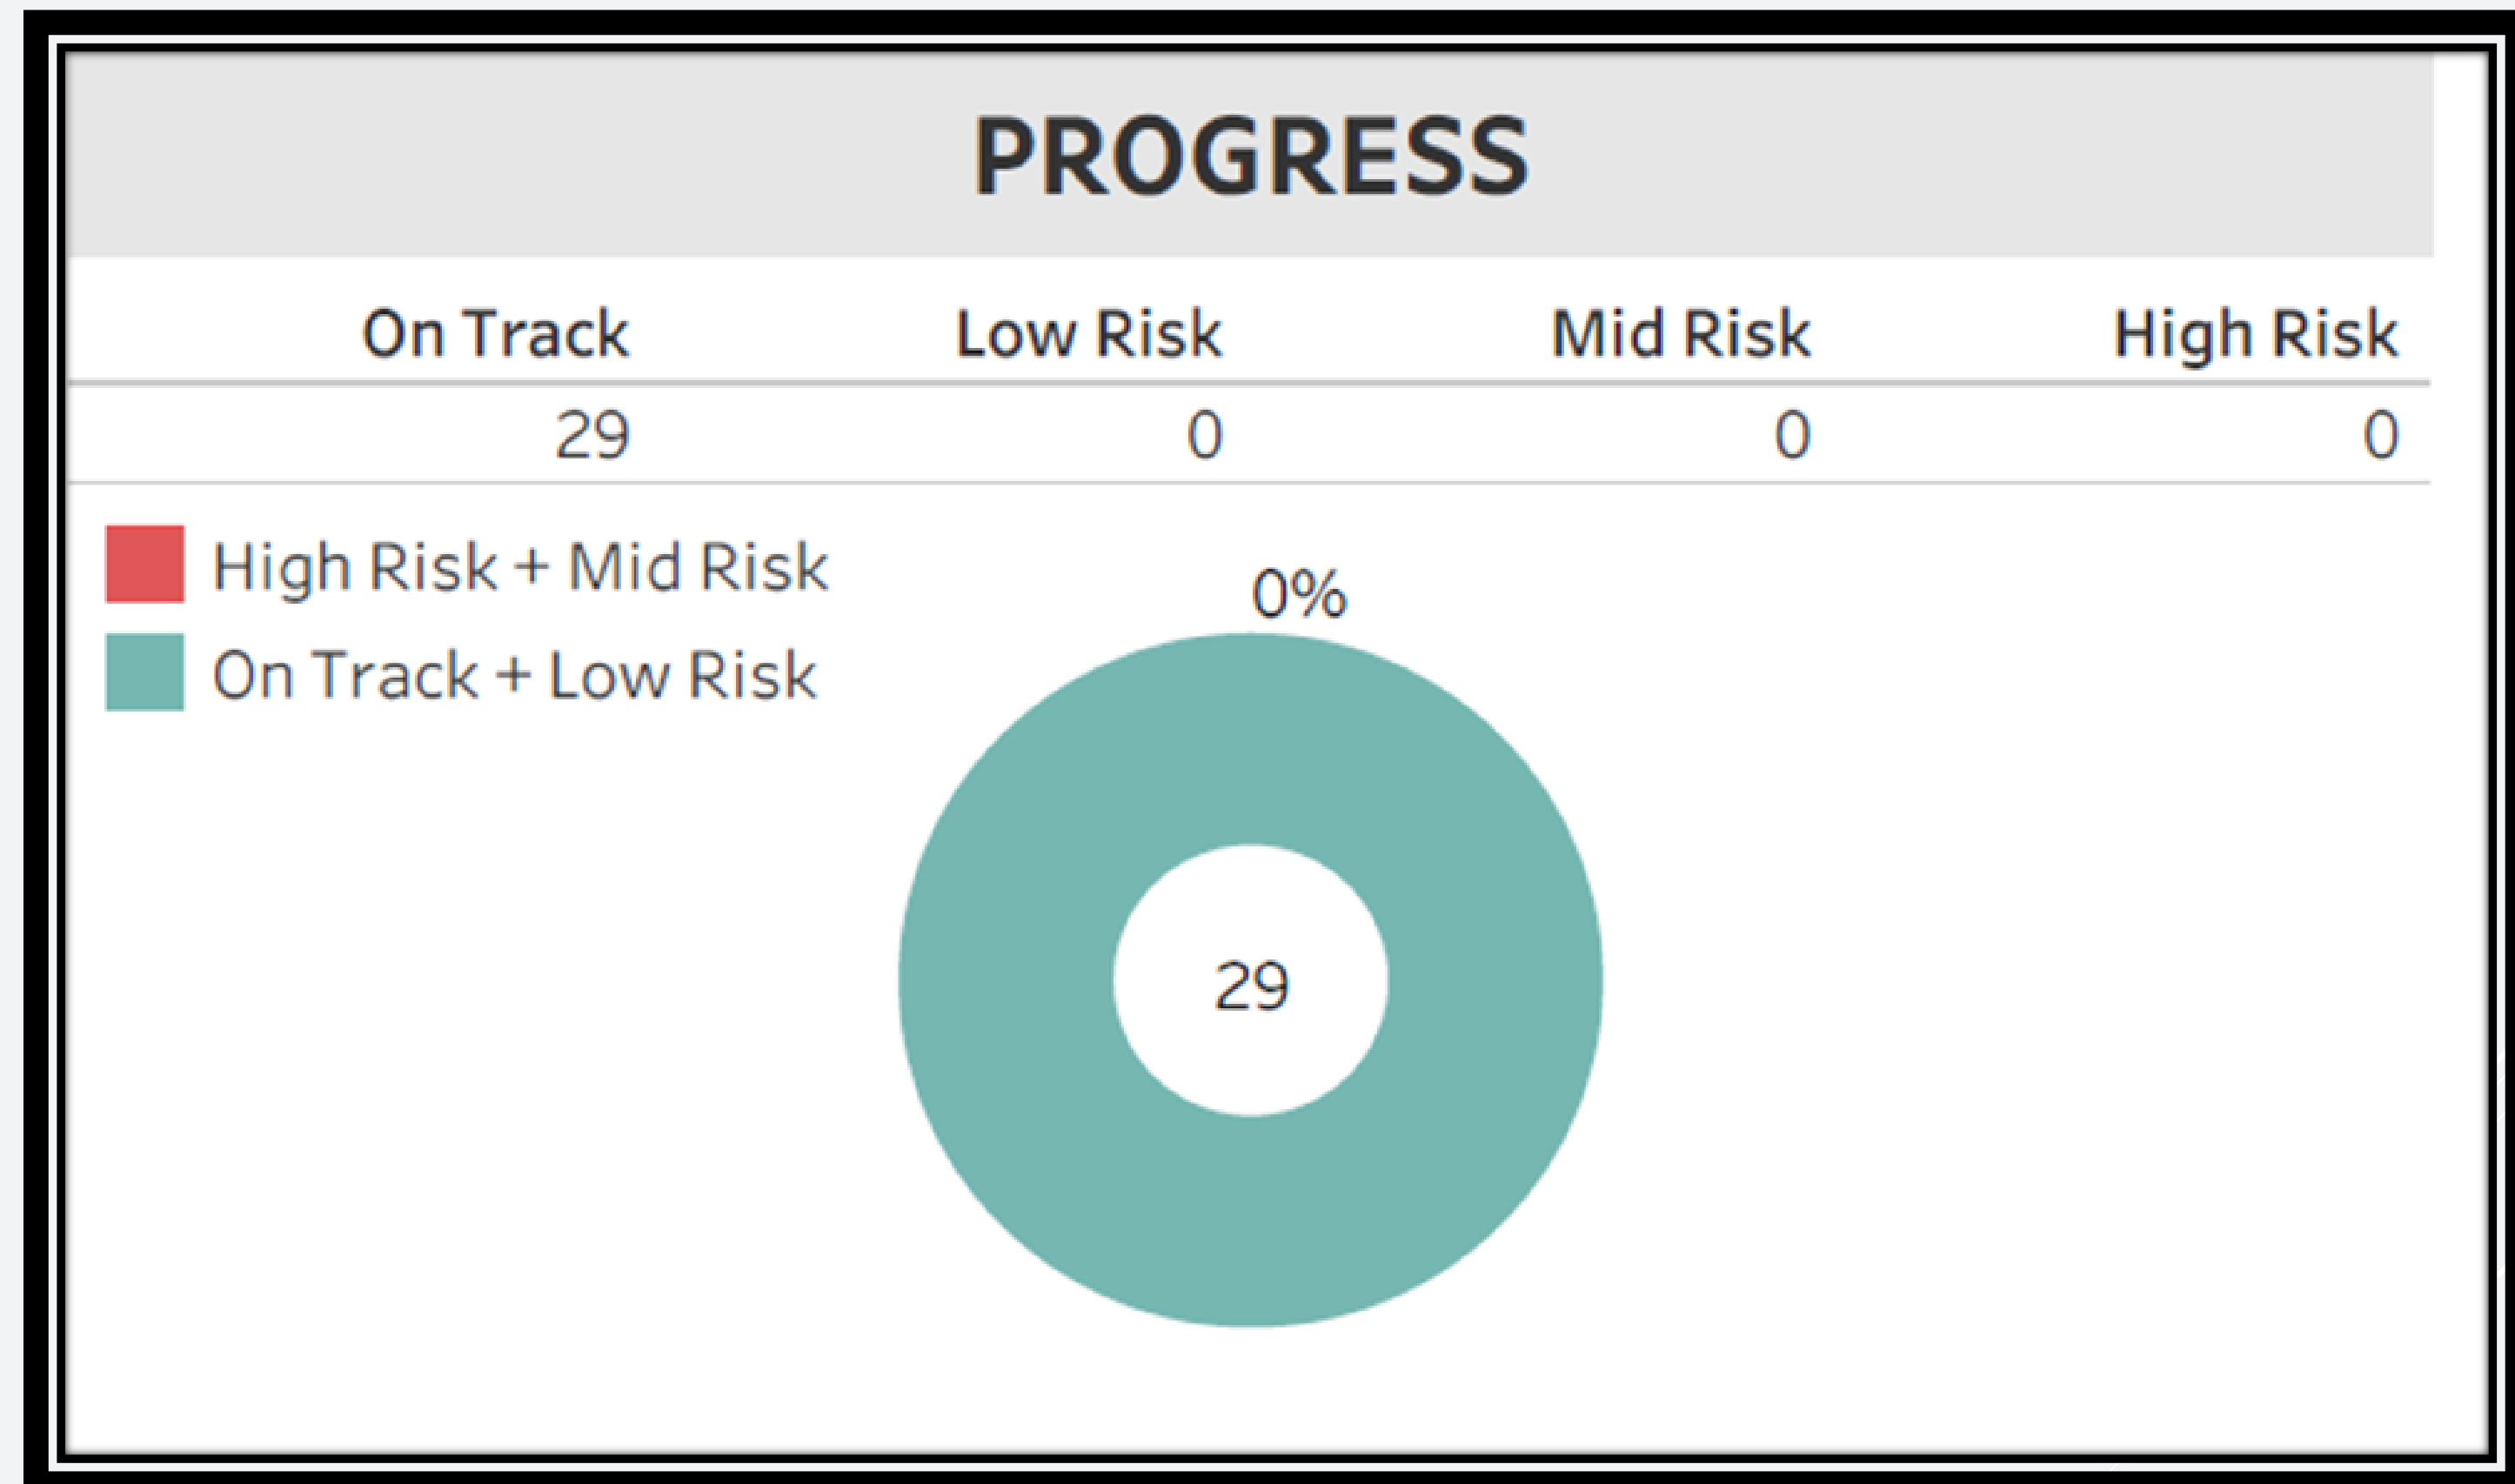 PROGRESS
On Track Low Risk Mid Risk High Risk
29 0 0 0
High Risk + Mid Risk
On Track + Low Risk
0%
29